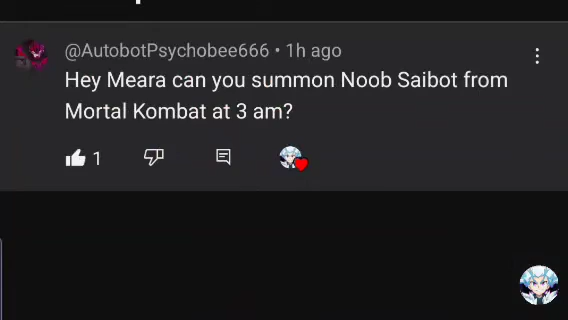 @AutobotPsychobee666 • 1h ago
Hey Meara can you summon Noob Saibot from
Mortal Kombat at 3 am?
1